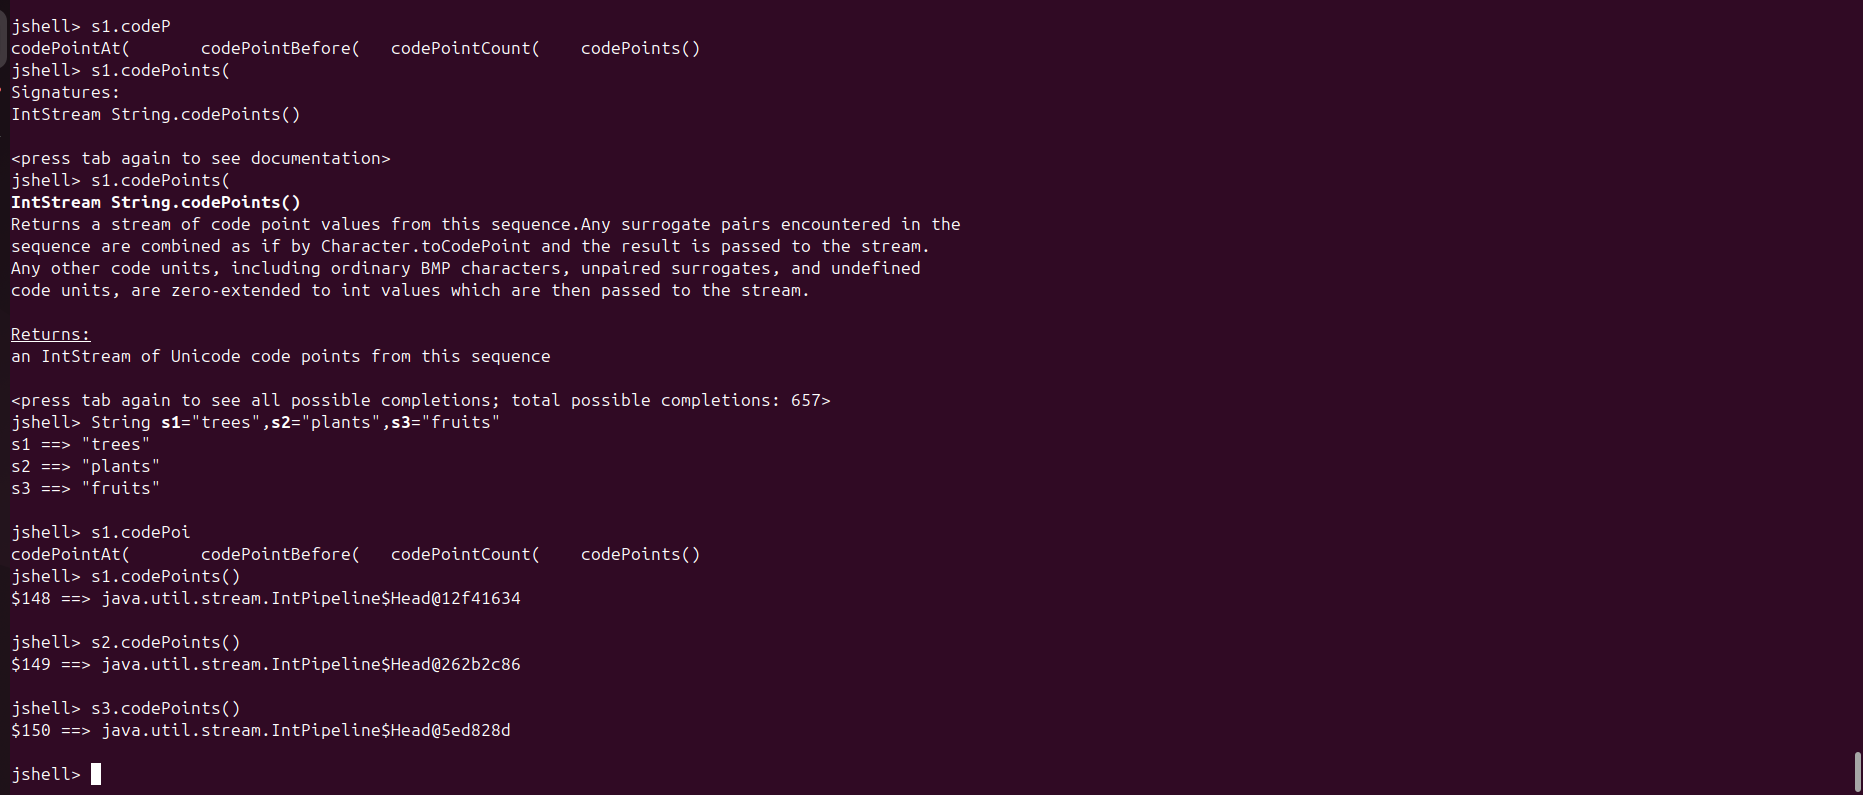 jshell> s1.codeP
codePointAt(       codePointBefore(   codePointCount(    codePoints()
jshell> s1.codePoints(
Signatures:
IntStream String.codePoints()
<press tab again to see documentation>
jshell> s1.codePoints(
IntStream String.codePoints()
Returns a stream of code point values from this sequence.Any surrogate pairs encountered in the
sequence are combined as if by Character.toCodePoint and the result is passed to the stream.
Any other code units, including ordinary BMP characters, unpaired surrogates, and undefined
code units, are zero-extended to int values which are then passed to the stream.
Returns:
an IntStream of Unicode code points from this sequence
<press tab again to see all possible completions; total possible completions: 657>
jshell> String s1="trees",s2="plants",s3="fruits"
s1 ==> "trees"
s2 ==> "plants"
s3 ==> "fruits"
jshell> s1.codePoi
codePointAt(       codePointBefore(   codePointCount(    codePoints()
jshell> s1.codePoints()
$148 ==> java.util.stream.IntPipeline$Head@12f41634
jshell> s2.codePoints()
$149 ==> java.util.stream.IntPipeline$Head@262b2c86
jshell> s3.codePoints()
$150 ==> java.util.stream.IntPipeline$Head@5ed828d
jshell>